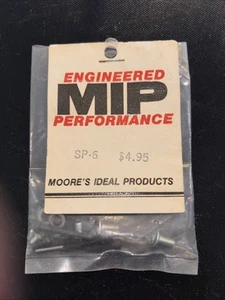 ENGINEERED
MIP
PERFORMANCE
SP-6 $4.95
MOORE'S IDEAL PRODUCTS